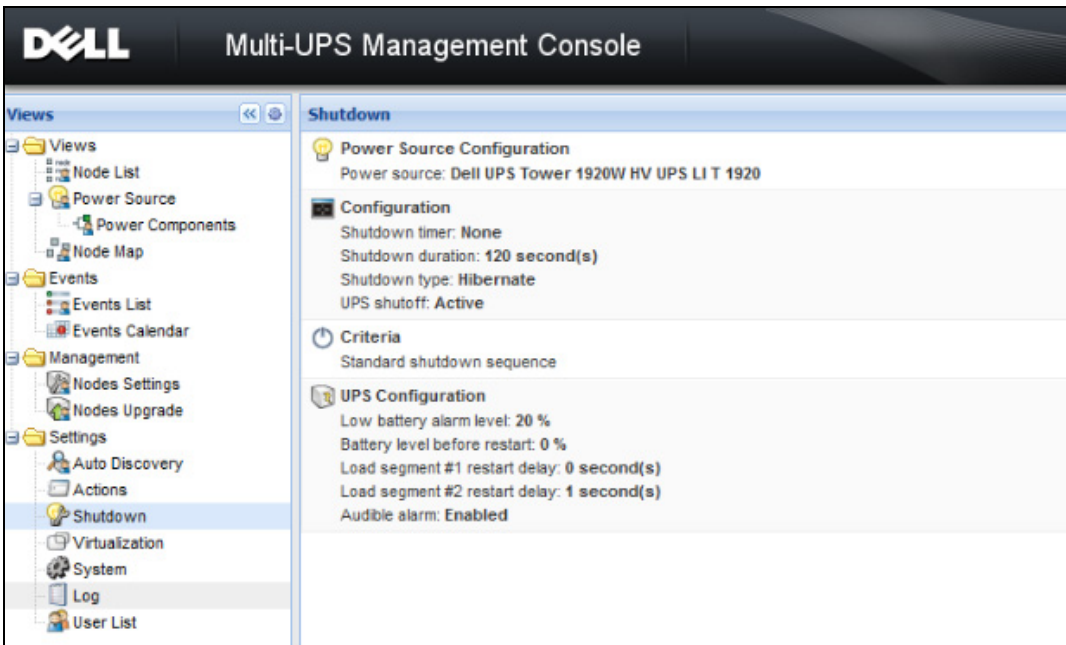 DELL
Multi-UPS Management Console
Views
Views
Node List
Power Source
Power Components
Node Map
Events
Events List
Events Calendar
Management
Nodes Settings
Nodes Upgrade
Settings
Auto Discovery
Actions
Shutdown
Virtualization
System
Log
User List
Shutdown
Power Source Configuration
Power source: Dell UPS Tower 1920W HV UPS LI T 1920
Configuration
Shutdown timer: None
Shutdown duration: 120 second(s)
Shutdown type: Hibernate
UPS shutoff: Active
Criteria
Standard shutdown sequence
UPS Configuration
Low battery alarm level: 20 %
Battery level before restart: 0 %
Load segment #1 restart delay: 0 second(s)
Load segment #2 restart delay: 1 second(s)
Audible alarm: Enabled